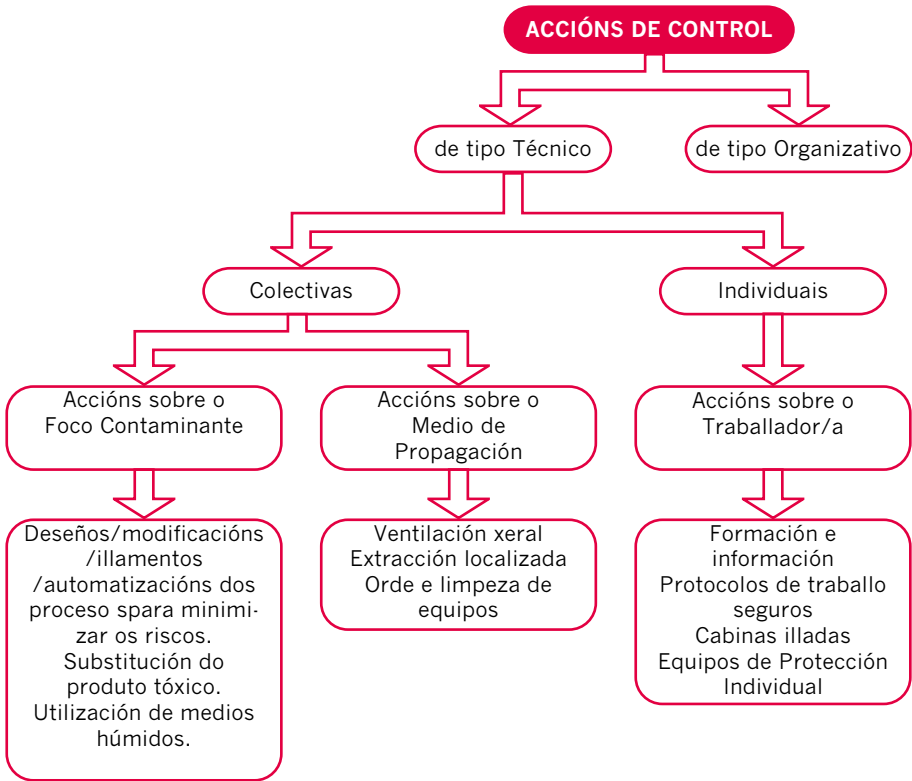 ACCIÓNS DE CONTROL
de tipo Técnico
de tipo Organizativo
Colectivas
Individuais
Accións sobre o
Foco Contaminante
Accións sobre o
Medio de
Propagación
Accións sobre o
Traballador/a
Deseños/modificacións
/illamentos
/automatizacións dos
proceso spara minimi-
zar os riscos.
Substitución do
produto tóxico.
Utilización de medios
húmidos.
Ventilación xeral
Extracción localizada
Orde e limpeza de
equipos
Formación e
información
Protocolos de traballo
seguros
Cabinas illadas
Equipos de Protección
Individual